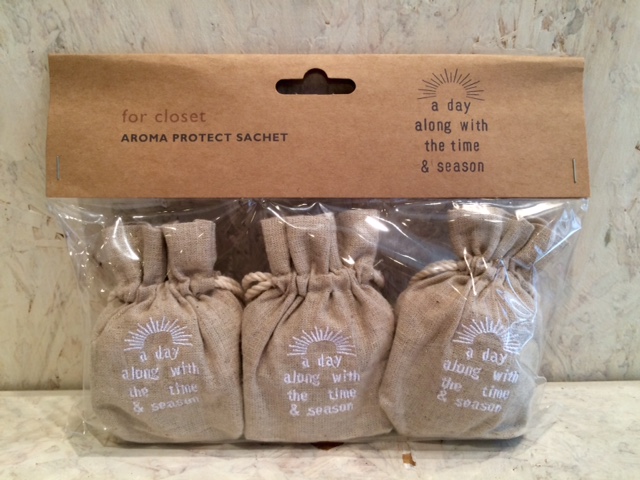 for closet
AROMA PROTECT SACHET
a day
along with
the time
& season
a day
along with
the time
& season
a day
along with
the time
& season
a day
along with
the time
& season